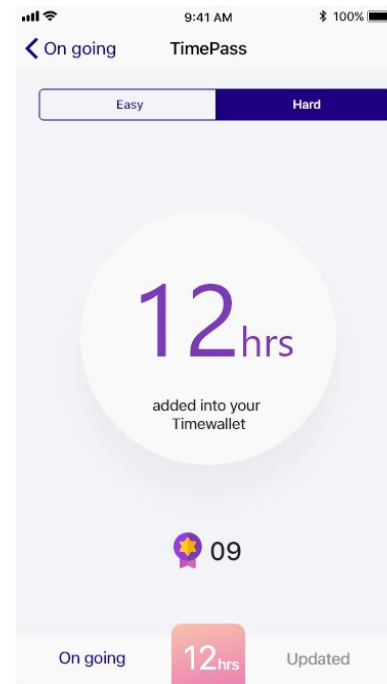 9:41 AM
100%
On going
TimePass
Easy
Hard
12hrs
added into your
Timewallet
09
On going
12hrs
Updated